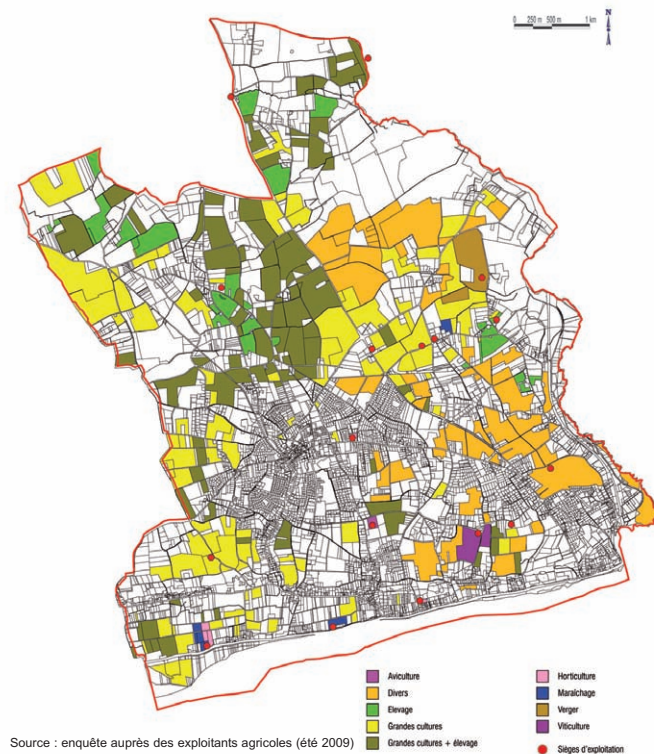 N
0 250 m 500 m 1 km
Aviculture
Divers
Elevage
Grandes cultures
Grandes cultures + élevage
Horticulture
Maraîchage
Verger
Viticulture
Sièges d'exploitation
Source : enquête auprès des exploitants agricoles (été 2009)